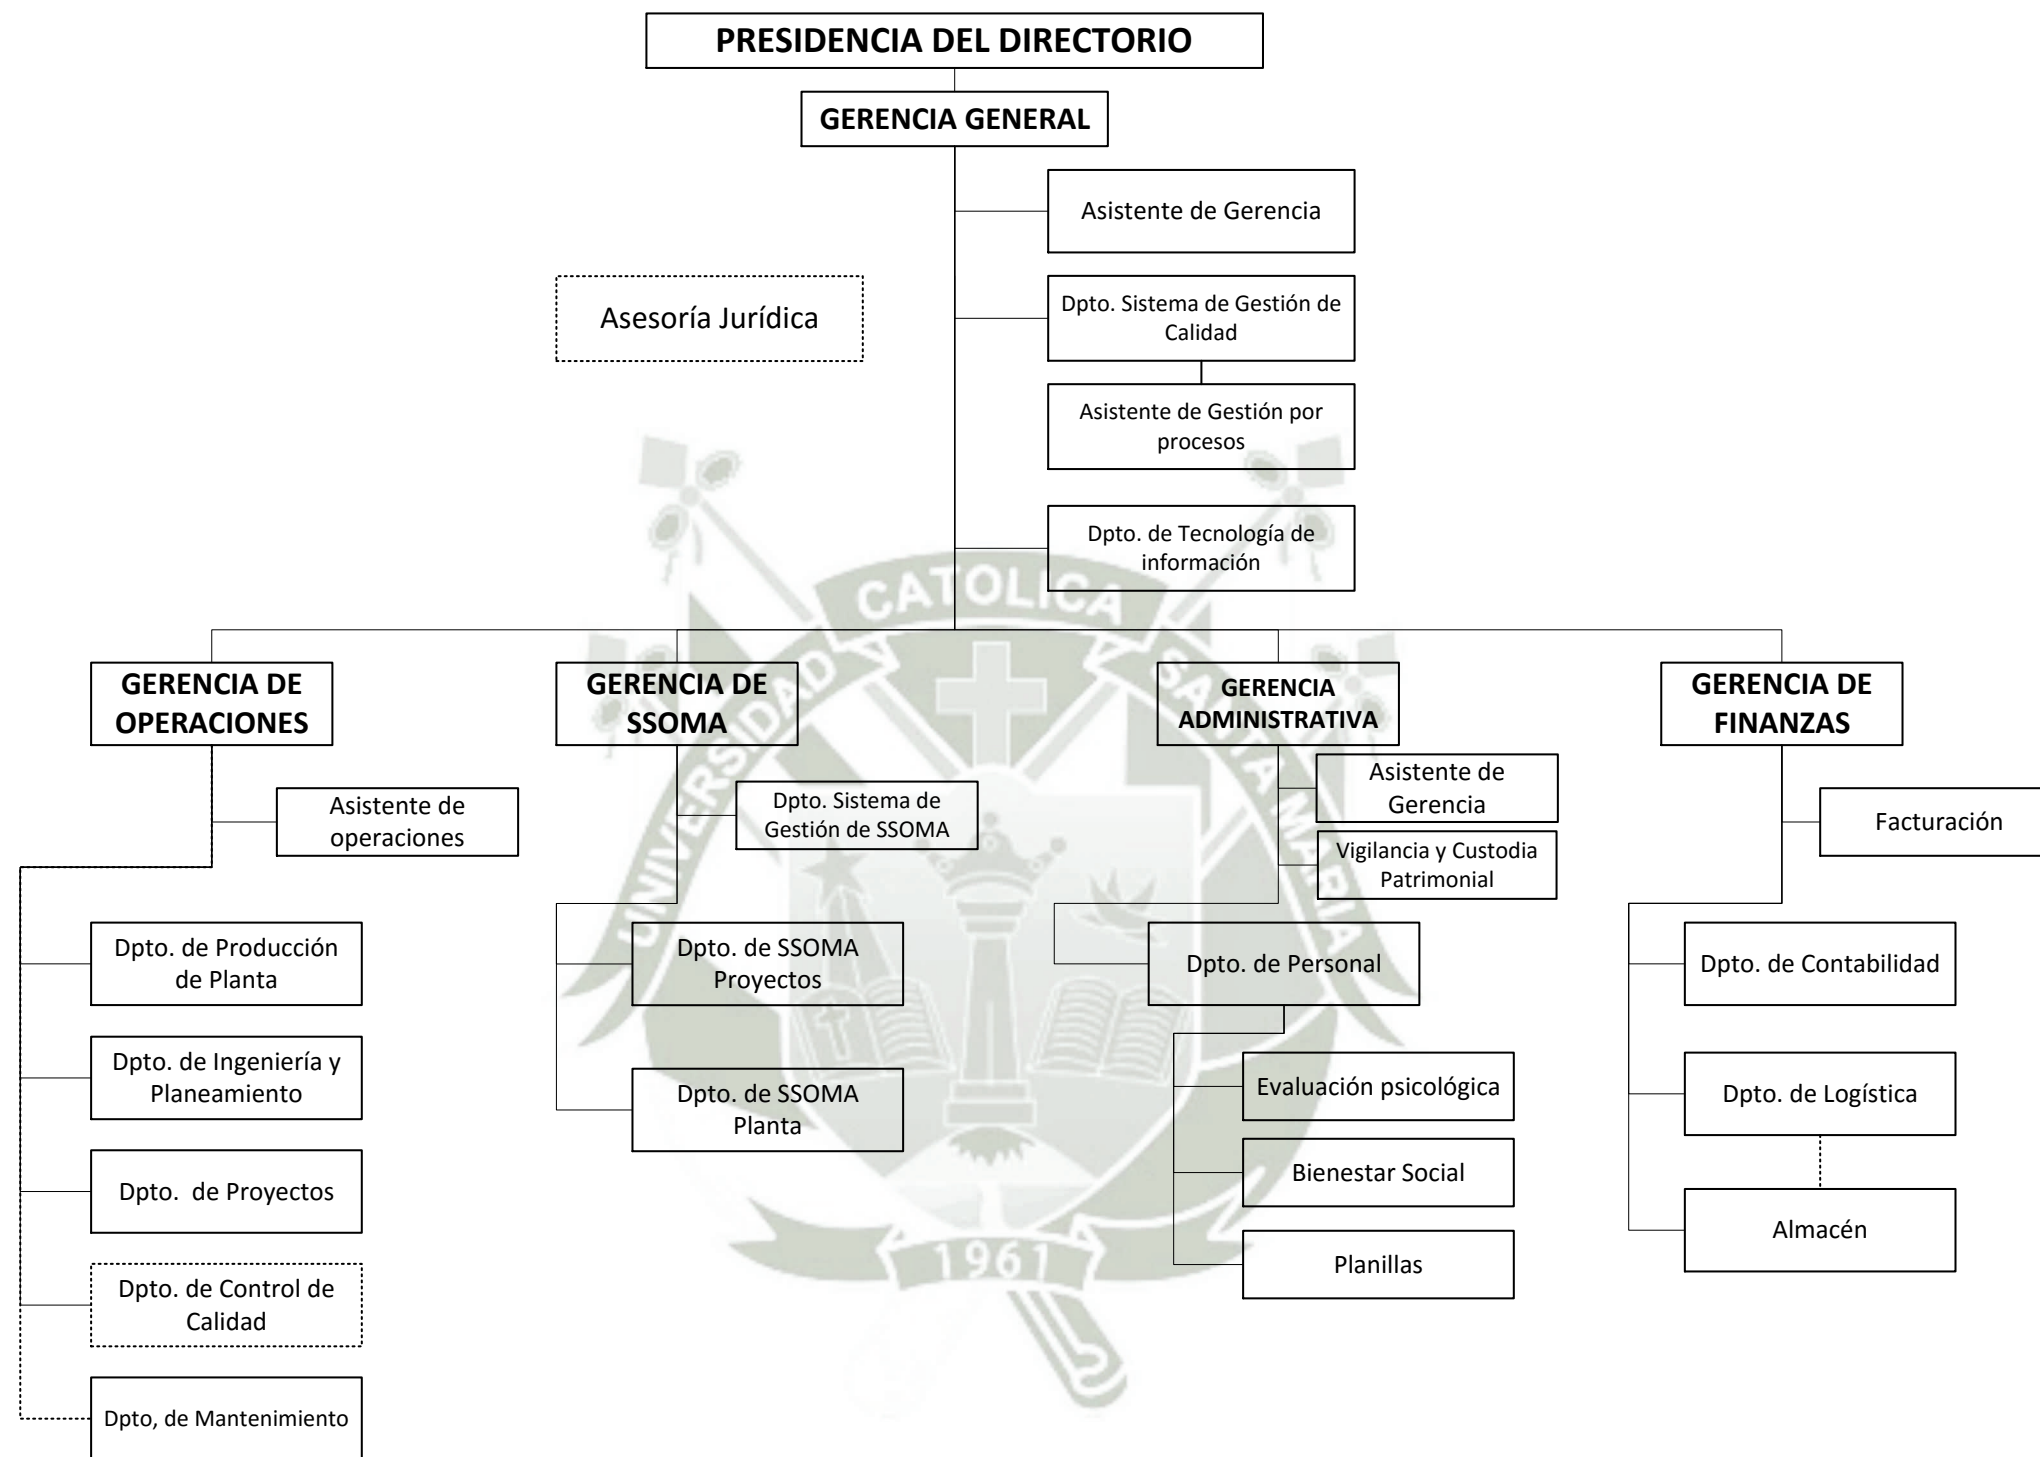 PRESIDENCIA DEL DIRECTORIO
GERENCIA GENERAL
Asistente de Gerencia
Asesoría Jurídica
Dpto. Sistema de Gestión de
Calidad
Asistente de Gestión por
procesos
Dpto. de Tecnología de
información
GERENCIA DE
OPERACIONES
Asistente de
operaciones
Dpto. de Producción
de Planta
Dpto. de Ingeniería y
Planeamiento
Dpto. de Proyectos
Dpto. de Control de
Calidad
Dpto, de Mantenimiento
GERENCIA DE
SSOMA
Dpto. Sistema de
Gestión de SSOMA
Dpto. de SSOMA
Proyectos
Dpto. de SSOMA
Planta
GERENCIA
ADMINISTRATIVA
Asistente de
Gerencia
Vigilancia y Custodia
Patrimonial
Dpto. de Personal
Evaluación psicológica
Bienestar Social
Planillas
GERENCIA DE
FINANZAS
Facturación
Dpto. de Contabilidad
Dpto. de Logística
Almacén
UNIVERSIDAD CATOLICA SANTA MARIA
1961